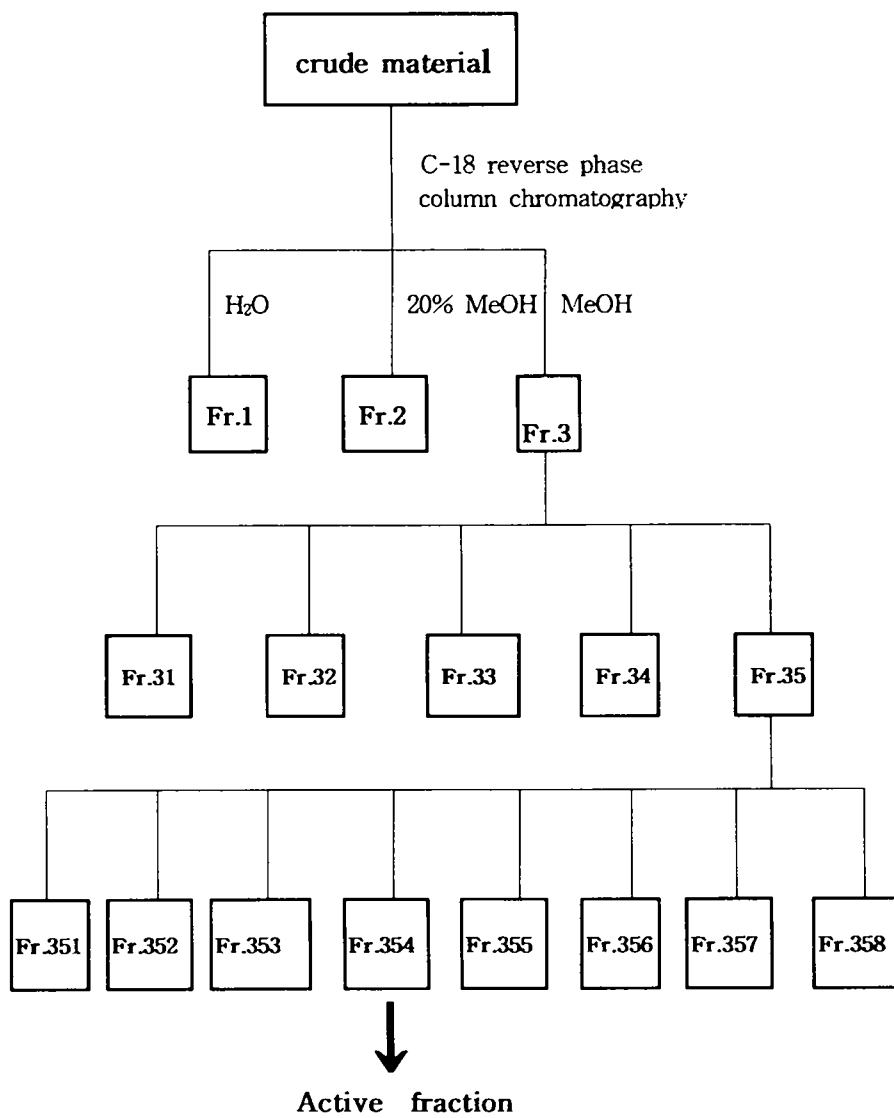 crude material
C-18 reverse phase
column chromatography
H₂O
20% MeOH
MeOH
Fr.1
Fr.2
Fr.3
Fr.31
Fr.32
Fr.33
Fr.34
Fr.35
Fr.351
Fr.352
Fr.353
Fr.354
Fr.355
Fr.356
Fr.357
Fr.358
Active fraction